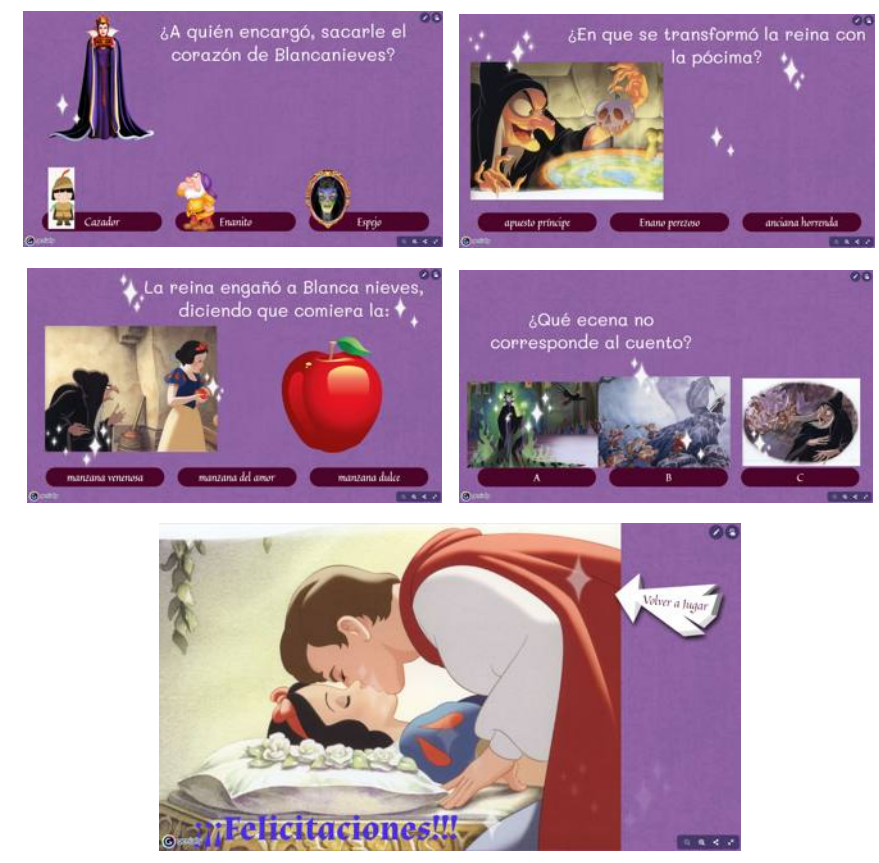 ¿A quién encargó, sacarle el
corazón de Blancanieves?
Cazador
Enanito
Espejo
¿En que se transformó la reina con
la pócima?
apuesto príncipe
Enano perezoso
anciana horrenda
La reina engañó a Blanca nieves,
diciendo que comiera la:
manzana venenosa
manzana del amor
manzana dulce
¿Qué ecena no
corresponde al cuento?
A
B
C
Volver a Jugar
¡¡¡Felicitaciones!!!